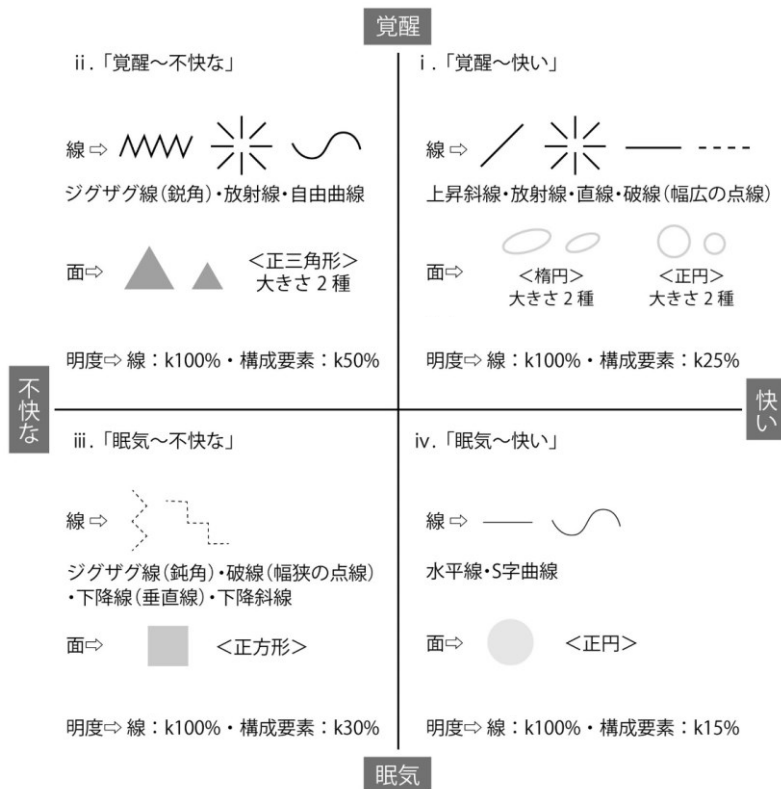 覚醒
ⅱ.「覚醒～不快な」
線⇨
ジグザグ線（鋭角）・放射線・自由曲線
面⇨
＜正三角形＞
大きさ 2 種
明度⇨ 線：k100%・構成要素：k50%
ⅰ.「覚醒～快い」
線⇨
上昇斜線・放射線・直線・破線（幅広の点線）
面⇨
＜楕円＞
大きさ 2 種
＜正円＞
大きさ 2 種
明度⇨ 線：k100%・構成要素：k25%
不快な
快い
ⅲ.「眠気～不快な」
線⇨
ジグザグ線（鈍角）・破線（幅狭の点線）
・下降線（垂直線）・下降斜線
面⇨
＜正方形＞
明度⇨ 線：k100%・構成要素：k30%
ⅳ.「眠気～快い」
線⇨
水平線・S字曲線
面⇨
＜正円＞
明度⇨ 線：k100%・構成要素：k15%
眠気